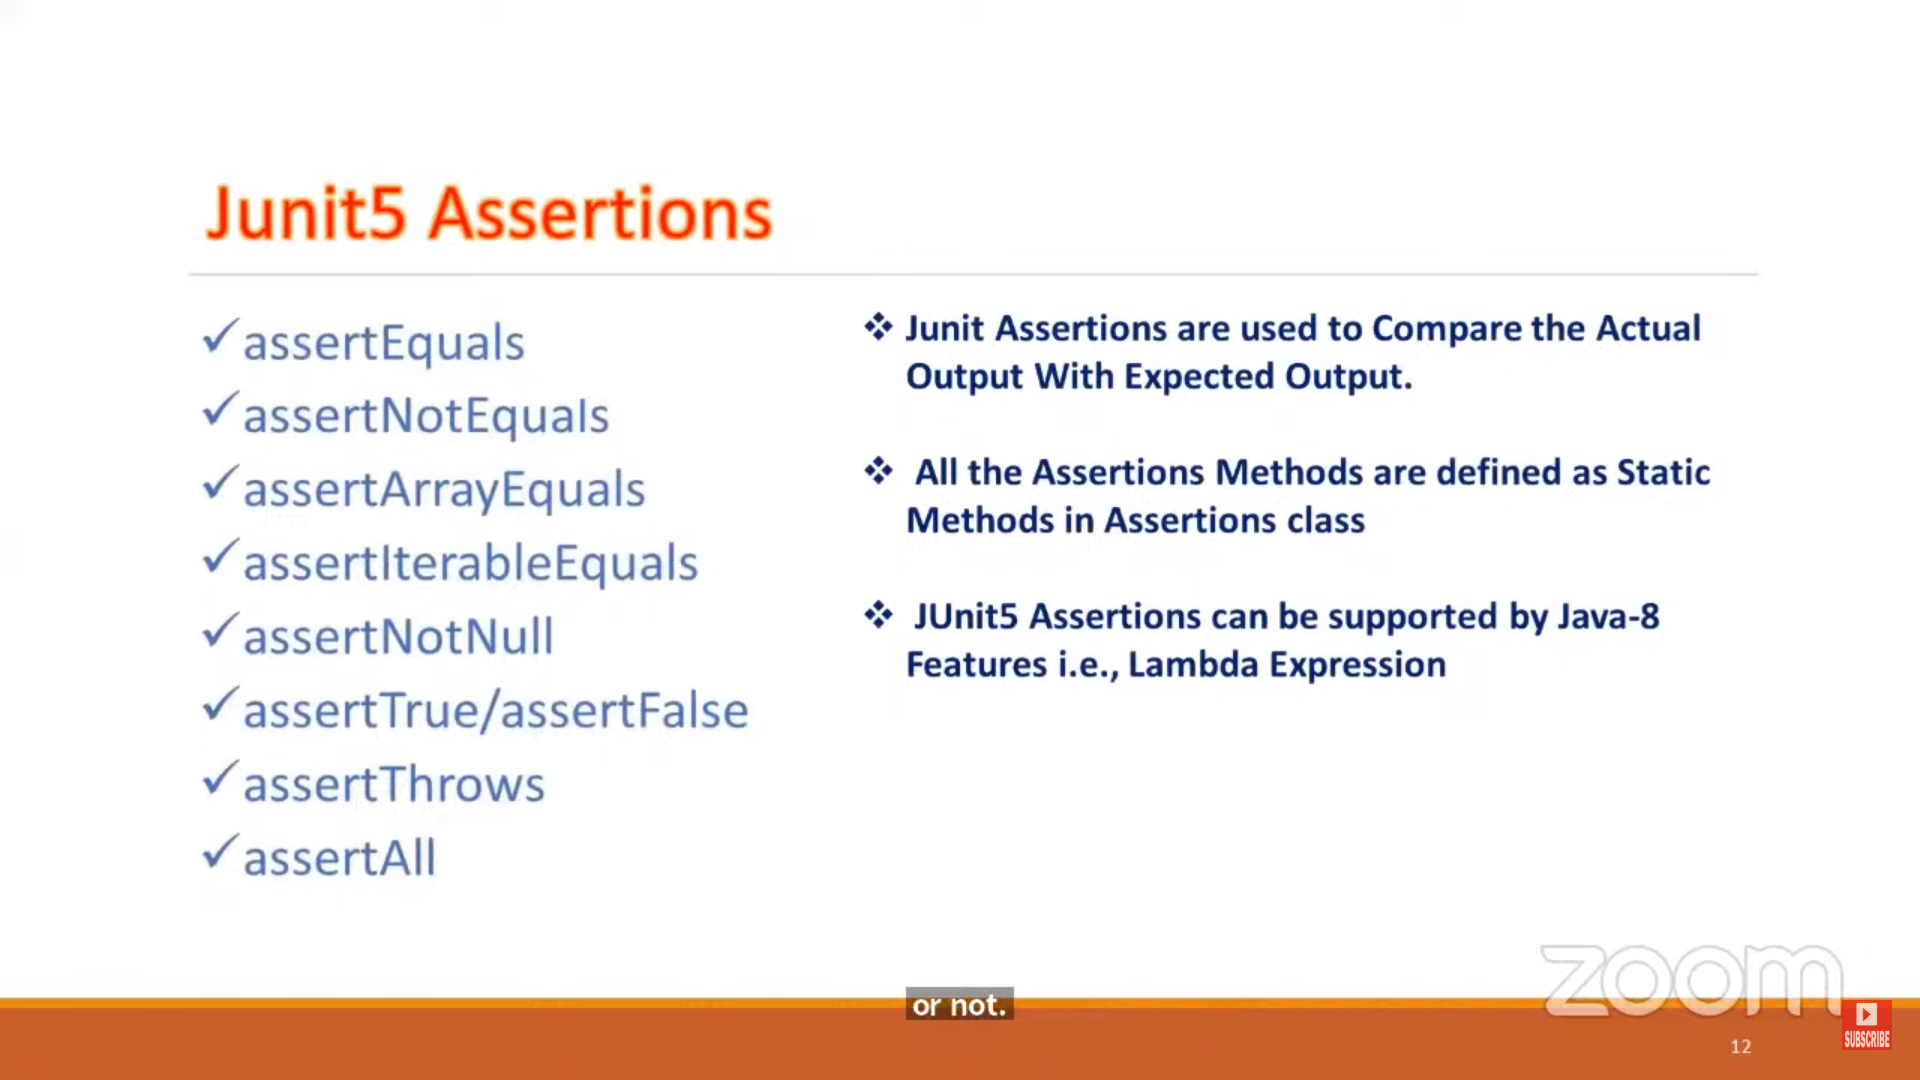 Junit5 Assertions
✓assertEquals
✓assertNotEquals
✓assertArrayEquals
✓assertIterableEquals
✓assertNotNull
✓assertTrue/assertFalse
✓assertThrows
✓assertAll
❖ Junit Assertions are used to Compare the Actual
Output With Expected Output.
❖ All the Assertions Methods are defined as Static
Methods in Assertions class
❖ JUnit5 Assertions can be supported by Java-8
Features i.e., Lambda Expression
zoom
or not.
SUBSCRIBE
12